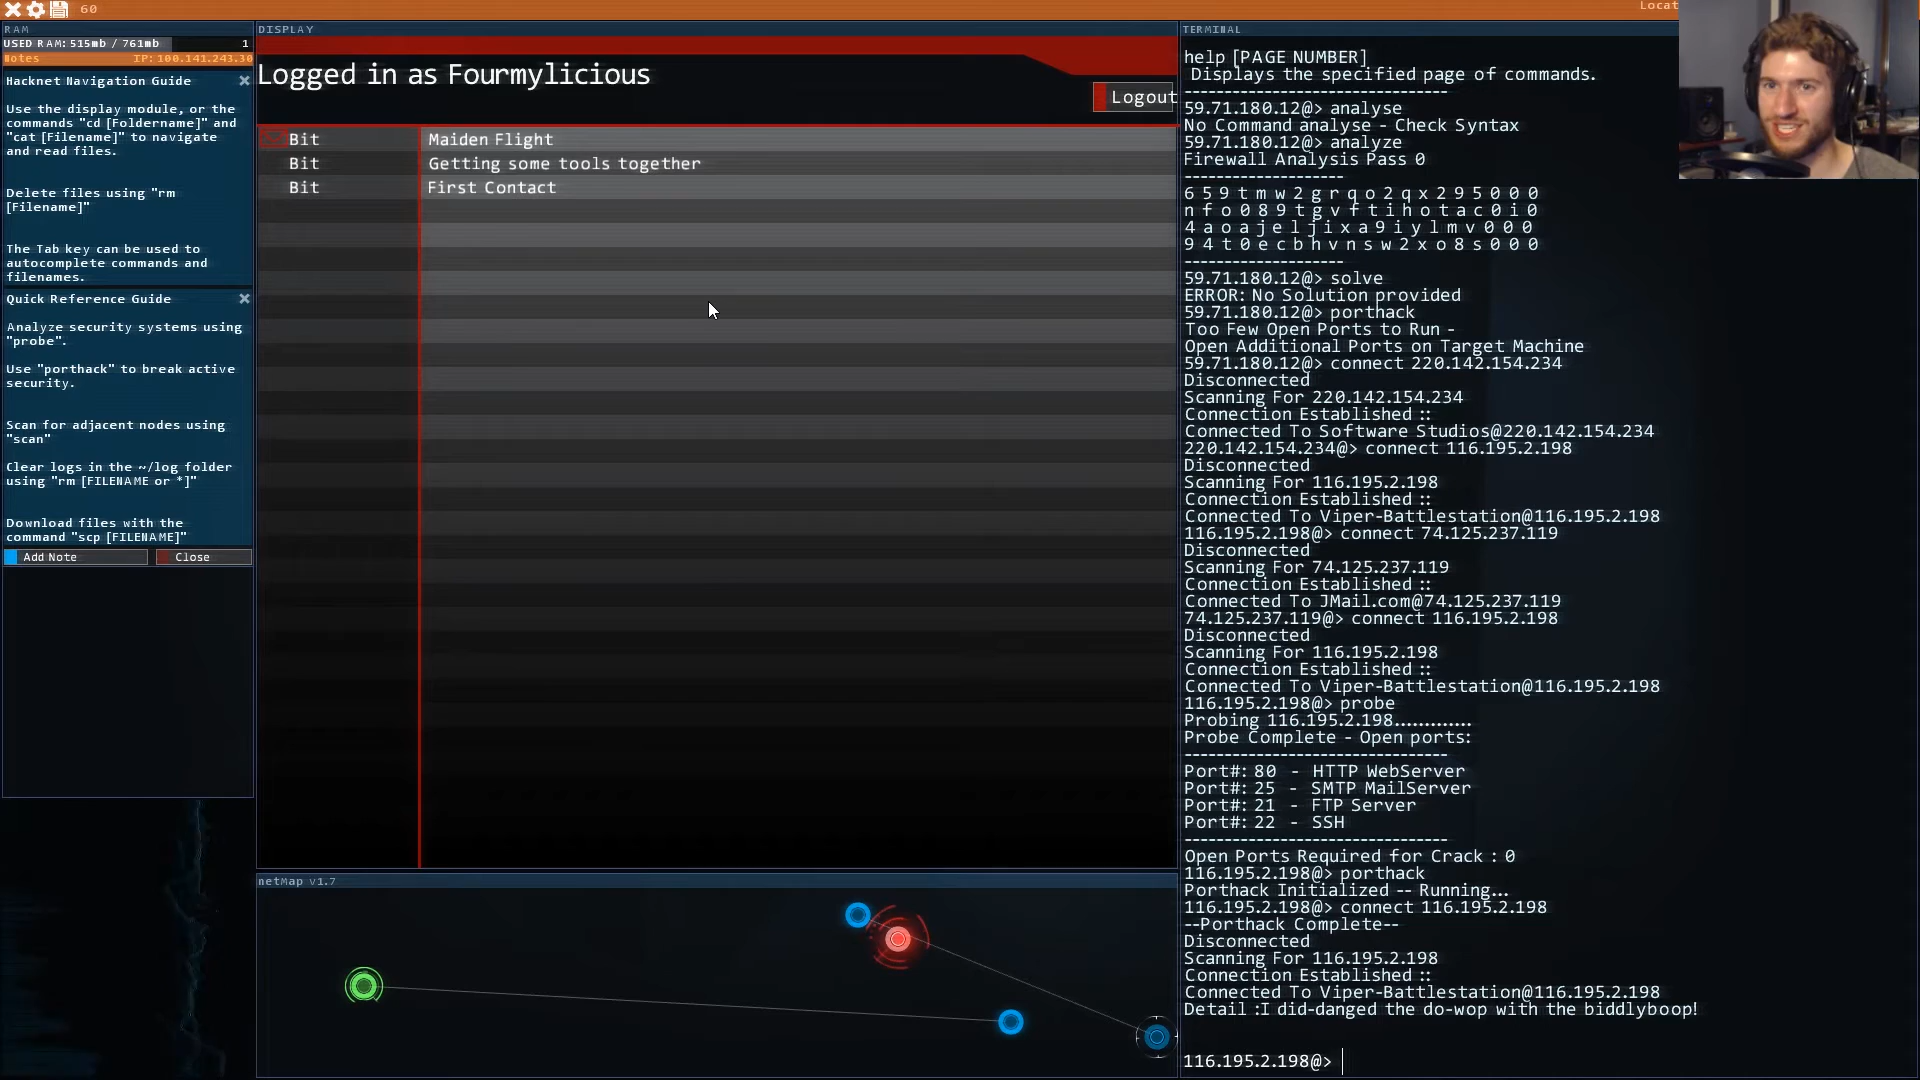 60
Locat
RAM
USED RAM: 515mb / 761mb 1
Notes IP: 100.141.243.30
Hacknet Navigation Guide
Use the display module, or the
commands "cd [Foldername]" and
"cat [Filename]" to navigate
and read files.
Delete files using "rm
[Filename]"
The Tab key can be used to
autocomplete commands and
filenames.
Quick Reference Guide
Analyze security systems using
"probe".
Use "porthack" to break active
security.
Scan for adjacent nodes using
"scan"
Clear logs in the ~/log folder
using "rm [FILENAME or *]"
Download files with the
command "scp [FILENAME]"
Add Note Close
DISPLAY
Logged in as Fourmylicious
Logout
Bit Maiden Flight
Bit Getting some tools together
Bit First Contact
netMap v1.7
TERMINAL
help [PAGE NUMBER]
Displays the specified page of commands.
--------------------------------
59.71.180.12@> analyse
No Command analyse - Check Syntax
59.71.180.12@> analyze
Firewall Analysis Pass 0
--------------------
6 5 9 t m w 2 g r q o 2 q x 2 9 5 0 0 0
n f o 0 8 9 t g v f t i h o t a c 0 i 0
4 a o a j e l j i x a 9 i y l m v 0 0 0
9 4 t 0 e c b h v n s w 2 x o 8 s 0 0 0
--------------------
59.71.180.12@> solve
ERROR: No Solution provided
59.71.180.12@> porthack
Too Few Open Ports to Run -
Open Additional Ports on Target Machine
59.71.180.12@> connect 220.142.154.234
Disconnected
Scanning For 220.142.154.234
Connection Established ::
Connected To Software Studios@220.142.154.234
220.142.154.234@> connect 116.195.2.198
Disconnected
Scanning For 116.195.2.198
Connection Established ::
Connected To Viper-Battlestation@116.195.2.198
116.195.2.198@> connect 74.125.237.119
Disconnected
Scanning For 74.125.237.119
Connection Established ::
Connected To JMail.com@74.125.237.119
74.125.237.119@> connect 116.195.2.198
Disconnected
Scanning For 116.195.2.198
Connection Established ::
Connected To Viper-Battlestation@116.195.2.198
116.195.2.198@> probe
Probing 116.195.2.198.............
Probe Complete - Open ports:
--------------------------------
Port#: 80 - HTTP WebServer
Port#: 25 - SMTP MailServer
Port#: 21 - FTP Server
Port#: 22 - SSH
--------------------------------
Open Ports Required for Crack : 0
116.195.2.198@> porthack
Porthack Initialized -- Running...
116.195.2.198@> connect 116.195.2.198
--Porthack Complete--
Disconnected
Scanning For 116.195.2.198
Connection Established ::
Connected To Viper-Battlestation@116.195.2.198
Detail :I did-danged the do-wop with the biddlyboop!
116.195.2.198@>